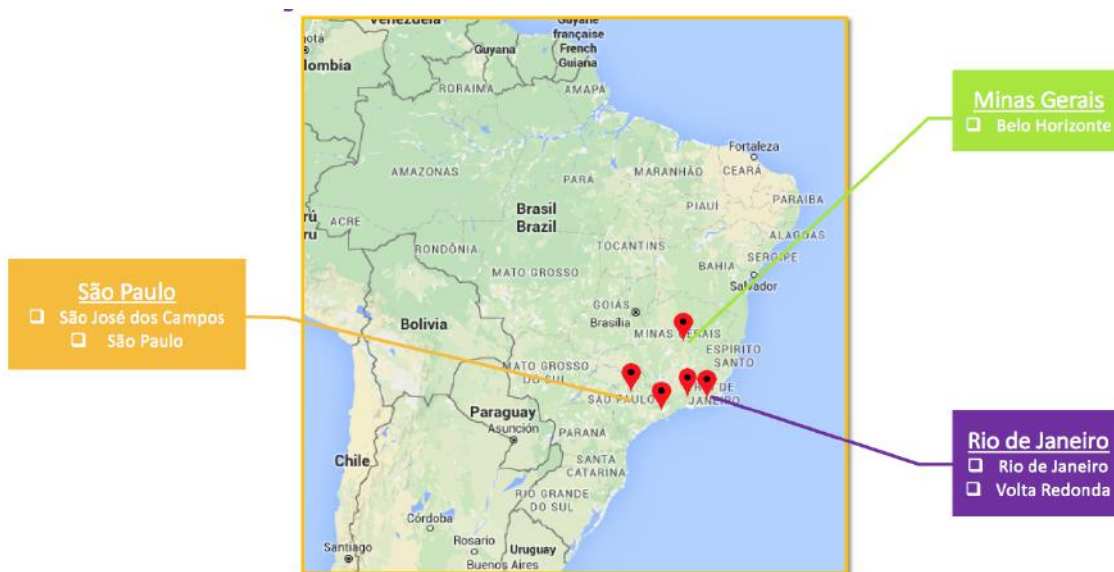 Venezuela
Guyane
française
French
Guiana
Guyana
lombia
RORAIMA
AMAPÁ
Minas Gerais
Belo Horizonte
Fortaleza
AMAZONAS
PARÁ
MARANHÃO
CEARÁ
PIAUÍ
PARAIBA
ACRE
Brasil
Brazil
ALAGOAS
RONDÔNIA
TOCANTINS
SERGIPE
MATO GROSSO
BAHIA
Salvador
São Paulo
São José dos Campos
São Paulo
GOIÁS
Brasília
Bolivia
MINAS GERAIS
ESPÍRITO
SANTO
MATO GROSSO
DO SUL
SÃO PAULO
RIO DE
JANEIRO
Paraguay
Asunción
PARANÁ
Rio de Janeiro
Rio de Janeiro
Volta Redonda
Chile
SANTA
CATARINA
RIO GRANDE
DO SUL
Córdoba
Rosario
Santiago
Uruguay
Buenos Aires